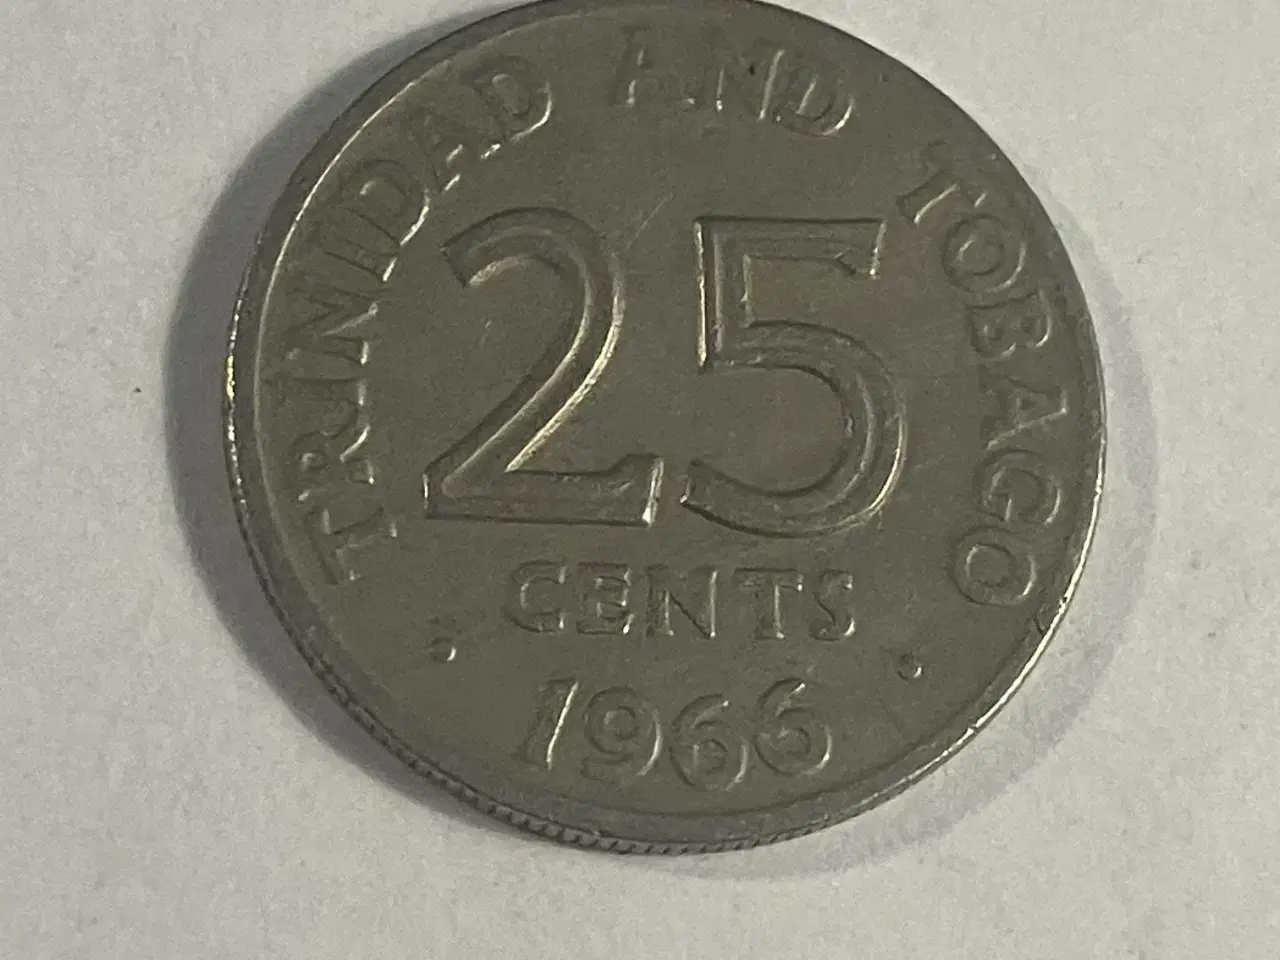 TRINIDAD AND TOBAGO
25
CENTS
1966